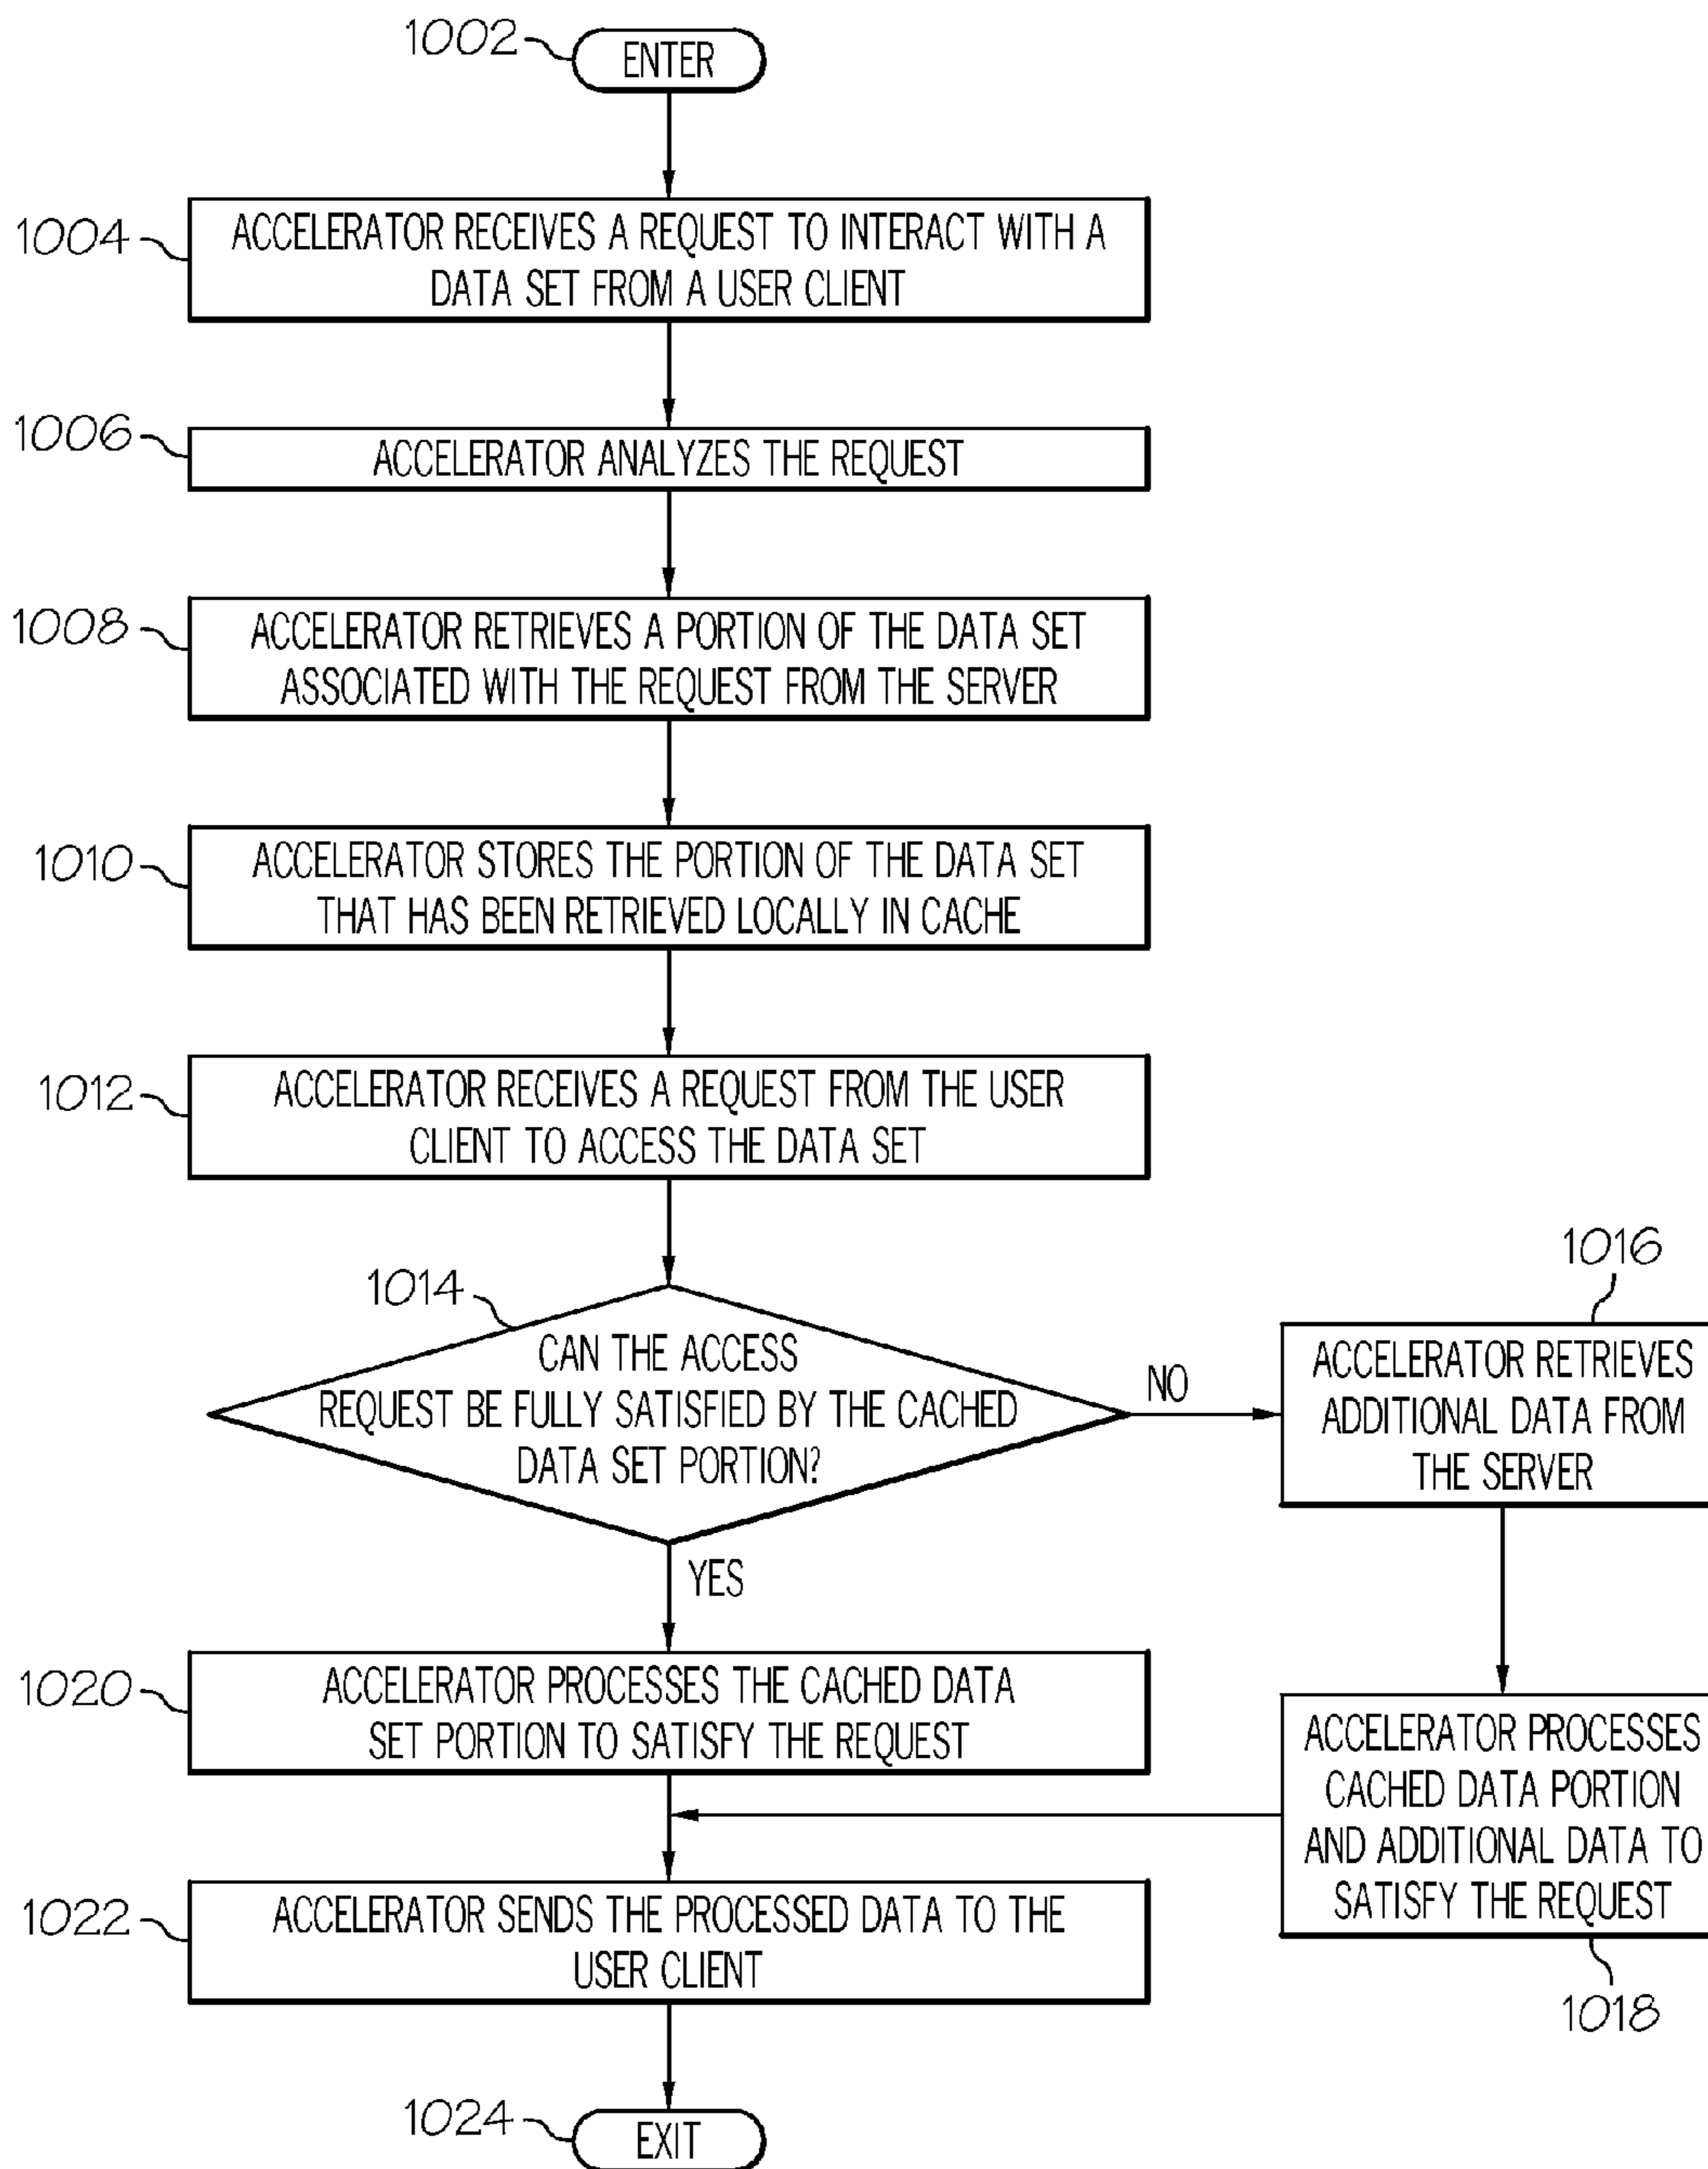 1002
ENTER
1004
ACCELERATOR RECEIVES A REQUEST TO INTERACT WITH A
DATA SET FROM A USER CLIENT
1006
ACCELERATOR ANALYZES THE REQUEST
1008
ACCELERATOR RETRIEVES A PORTION OF THE DATA SET
ASSOCIATED WITH THE REQUEST FROM THE SERVER
1010
ACCELERATOR STORES THE PORTION OF THE DATA SET
THAT HAS BEEN RETRIEVED LOCALLY IN CACHE
1012
ACCELERATOR RECEIVES A REQUEST FROM THE USER
CLIENT TO ACCESS THE DATA SET
1014
CAN THE ACCESS
REQUEST BE FULLY SATISFIED BY THE CACHED
DATA SET PORTION?
NO
1016
ACCELERATOR RETRIEVES
ADDITIONAL DATA FROM
THE SERVER
YES
1020
ACCELERATOR PROCESSES THE CACHED DATA
SET PORTION TO SATISFY THE REQUEST
ACCELERATOR PROCESSES
CACHED DATA PORTION
AND ADDITIONAL DATA TO
SATISFY THE REQUEST
1018
1022
ACCELERATOR SENDS THE PROCESSED DATA TO THE
USER CLIENT
1024
EXIT